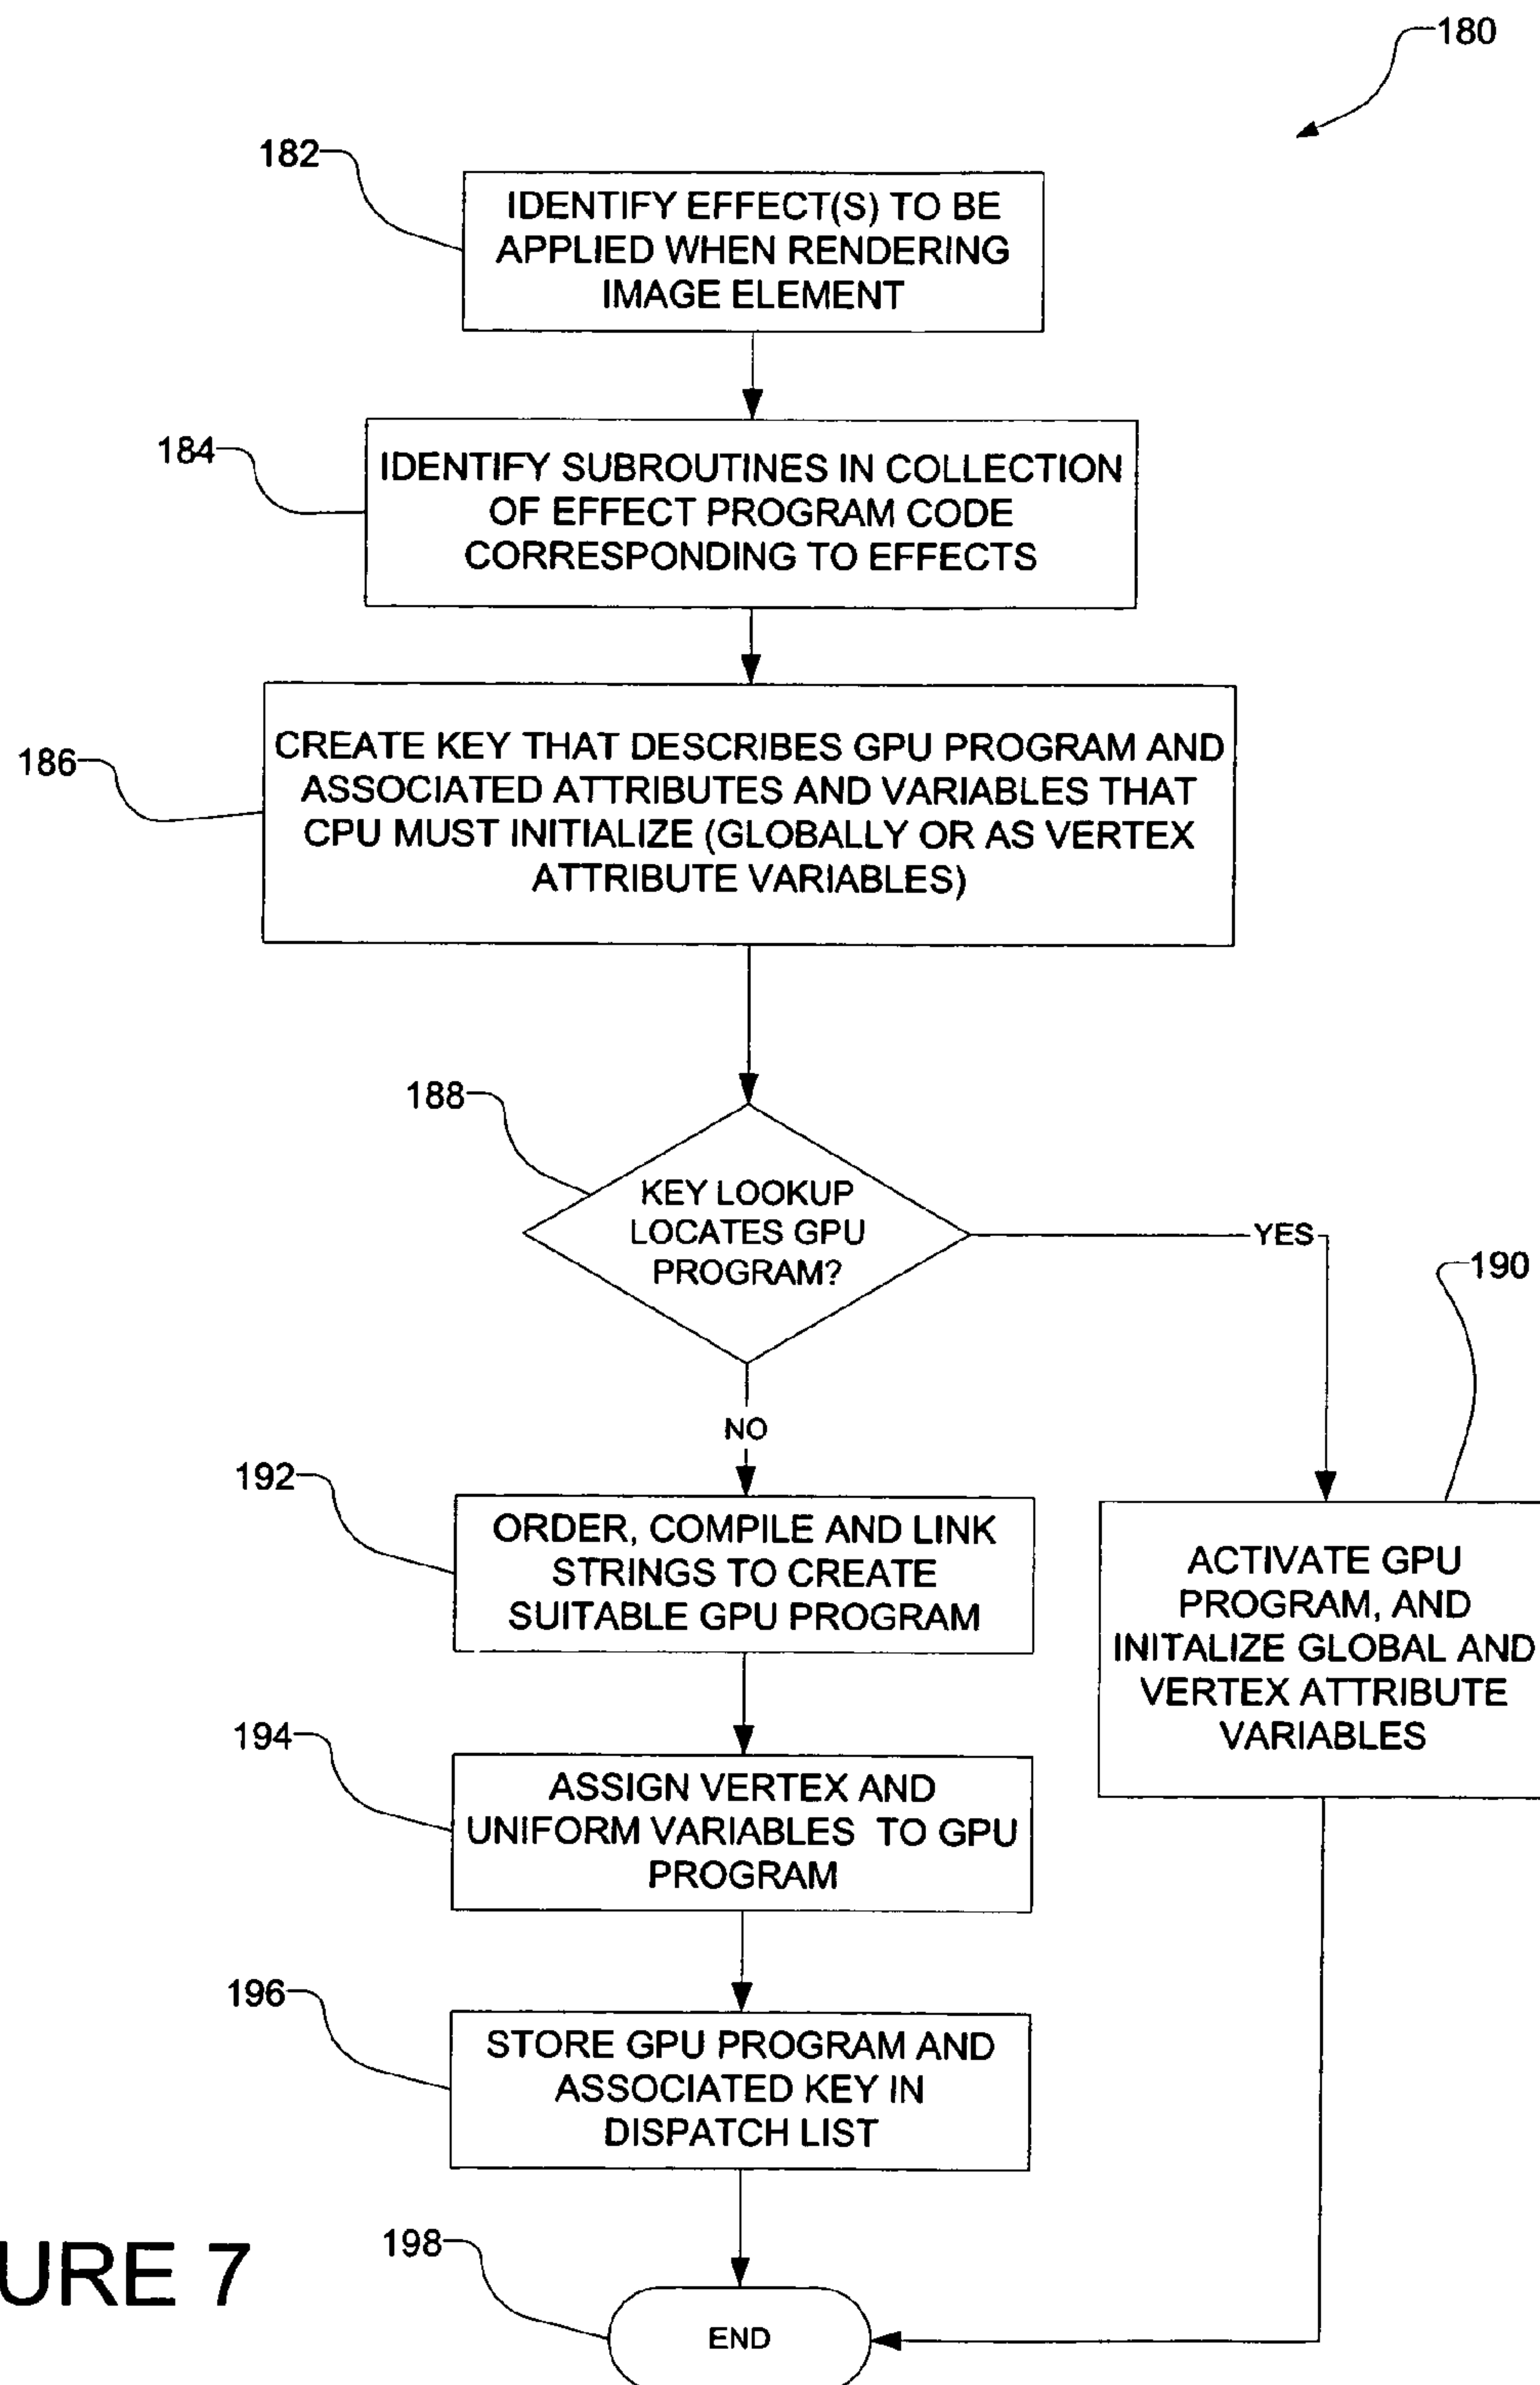 180
182
IDENTIFY EFFECT(S) TO BE
APPLIED WHEN RENDERING
IMAGE ELEMENT
184
IDENTIFY SUBROUTINES IN COLLECTION
OF EFFECT PROGRAM CODE
CORRESPONDING TO EFFECTS
186
CREATE KEY THAT DESCRIBES GPU PROGRAM AND
ASSOCIATED ATTRIBUTES AND VARIABLES THAT
CPU MUST INITIALIZE (GLOBALLY OR AS VERTEX
ATTRIBUTE VARIABLES)
188
KEY LOOKUP
LOCATES GPU
PROGRAM?
YES
190
NO
192
ORDER, COMPILE AND LINK
STRINGS TO CREATE
SUITABLE GPU PROGRAM
ACTIVATE GPU
PROGRAM, AND
INITALIZE GLOBAL AND
VERTEX ATTRIBUTE
VARIABLES
194
ASSIGN VERTEX AND
UNIFORM VARIABLES TO GPU
PROGRAM
196
STORE GPU PROGRAM AND
ASSOCIATED KEY IN
DISPATCH LIST
198
END
URE 7